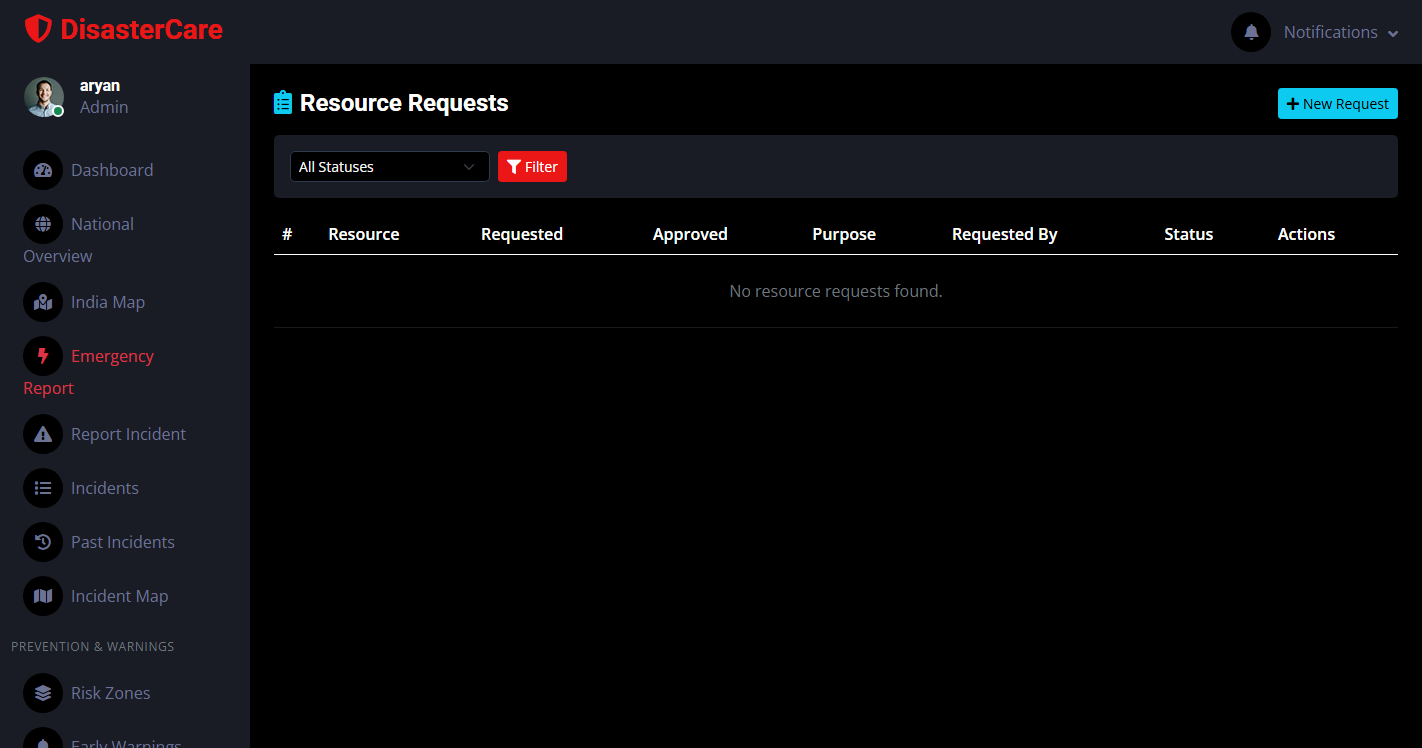 DisasterCare
Notifications
aryan
Admin
Dashboard
National
Overview
India Map
Emergency
Report
Report Incident
Incidents
Past Incidents
Incident Map
PREVENTION & WARNINGS
Risk Zones
Early Warnings
Resource Requests
New Request
All Statuses
Filter
# Resource Requested Approved Purpose Requested By Status Actions
No resource requests found.